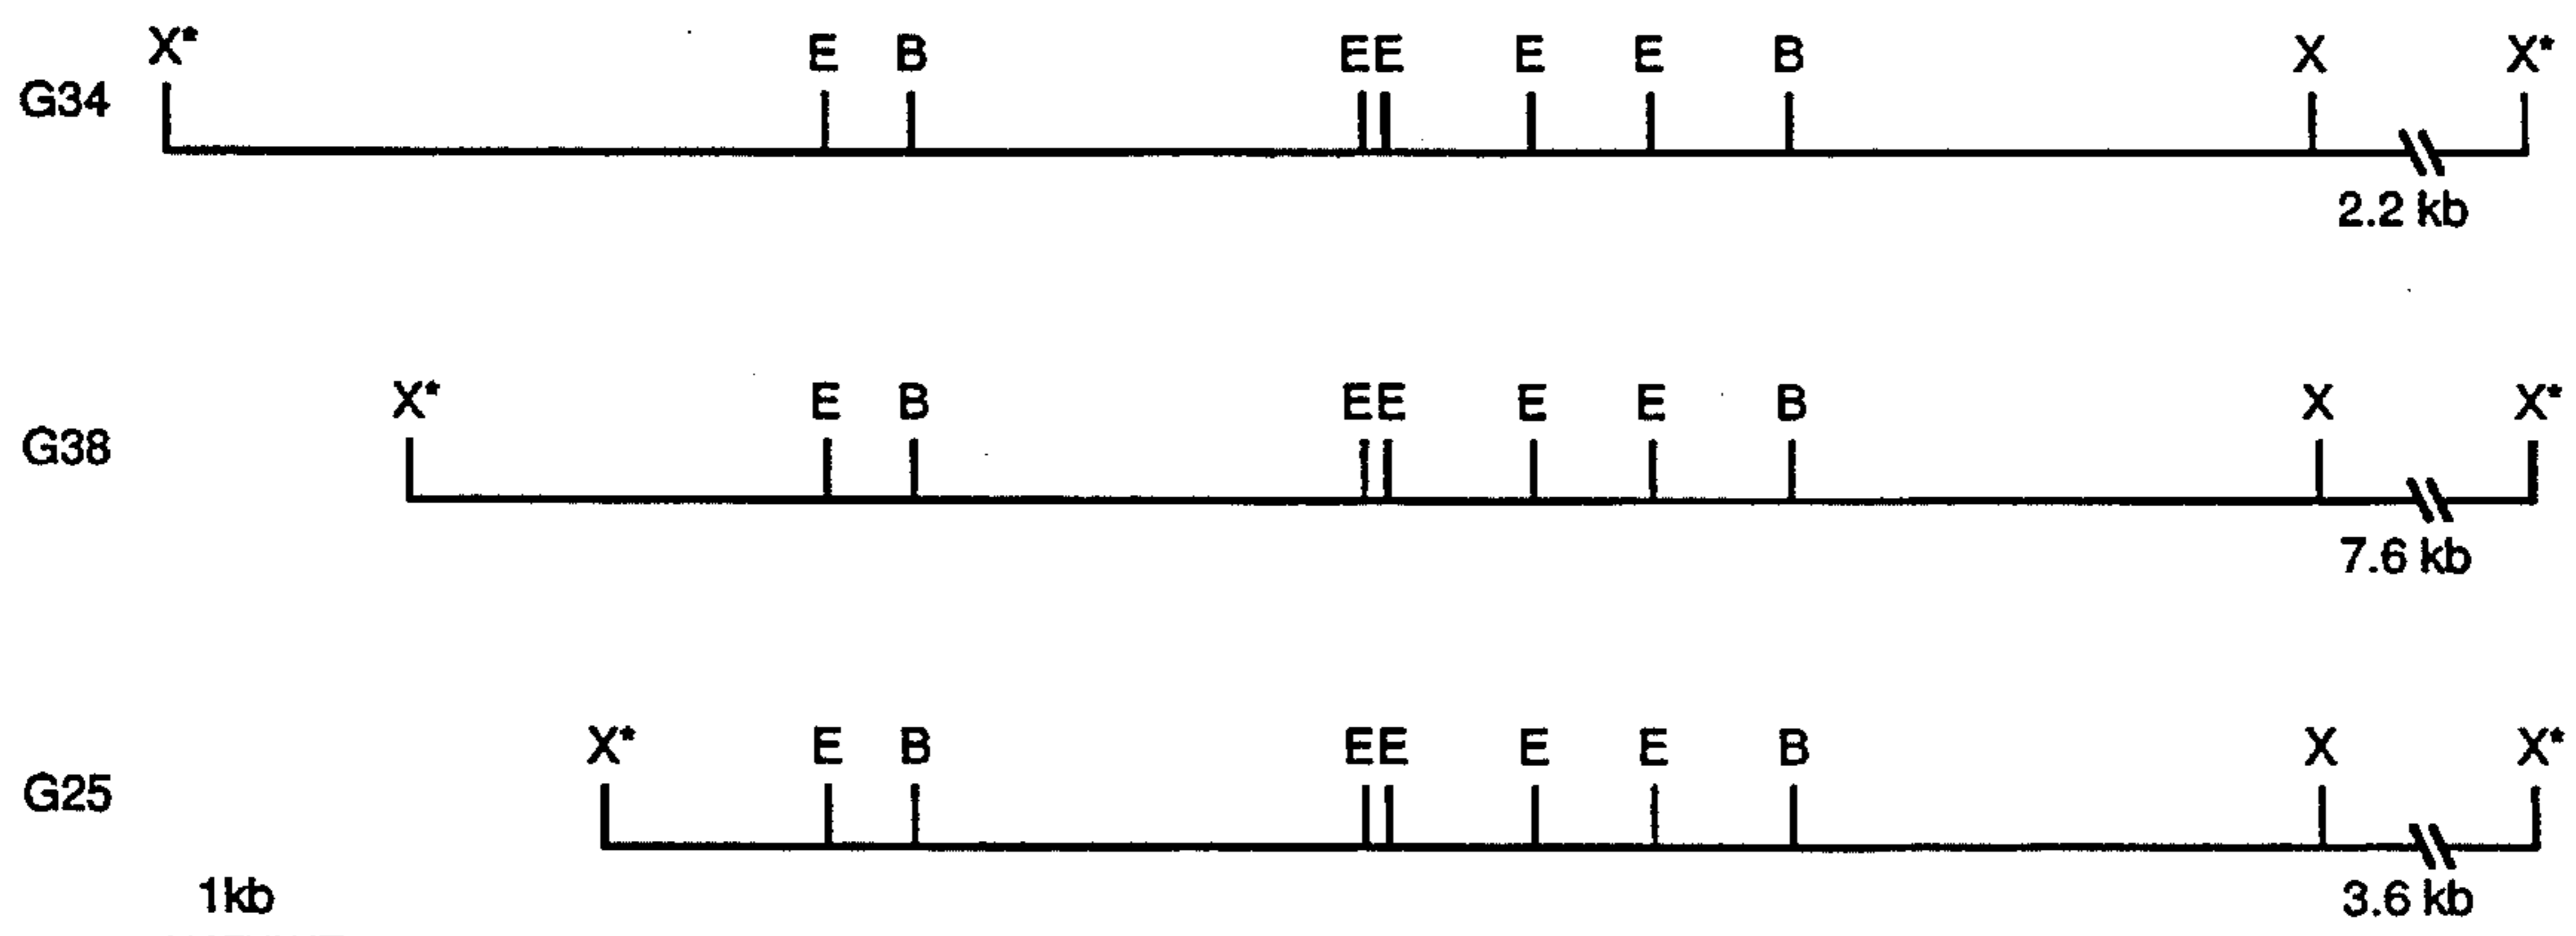 X* E B EE E E B X X*
G34
2.2 kb
X* E B EE E E B X X*
G38
7.6 kb
X* E B EE E E B X X*
G25
1kb
3.6 kb